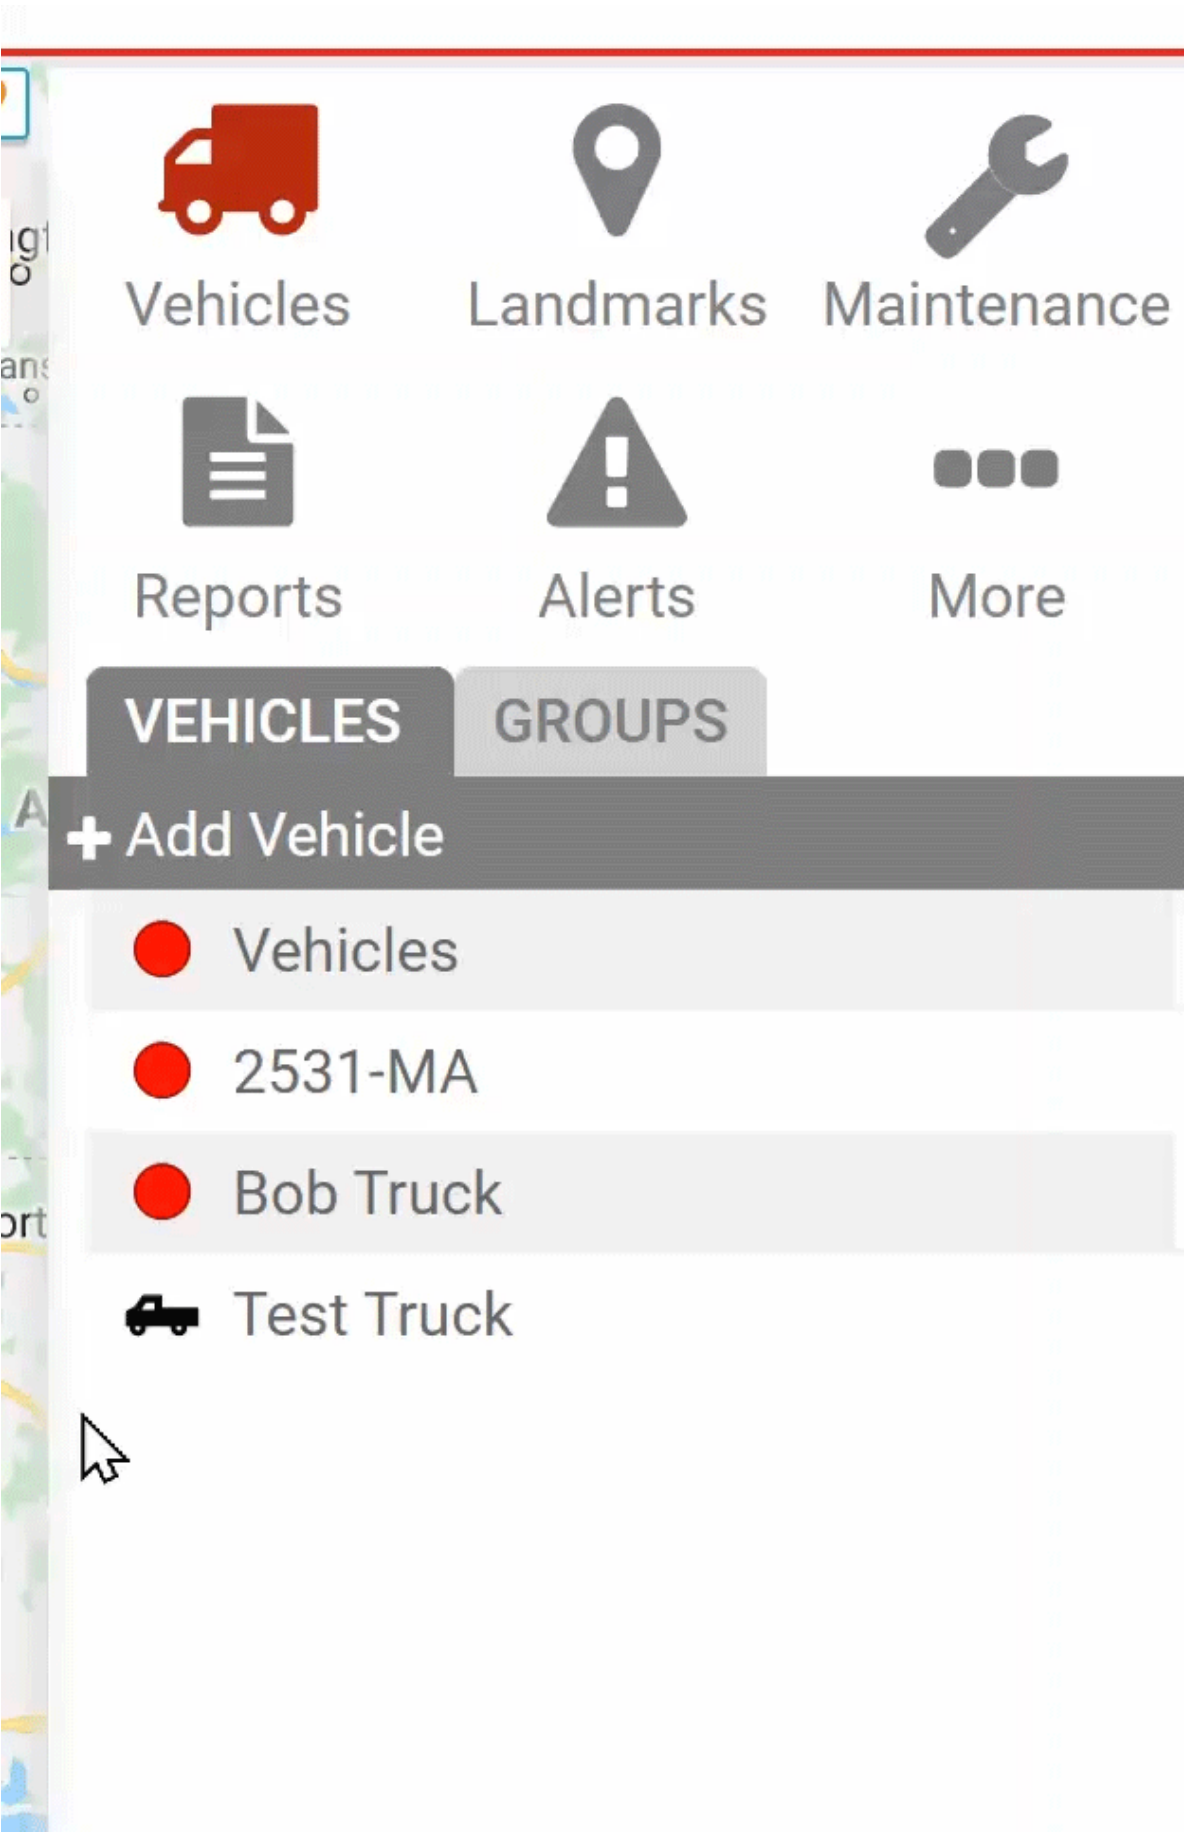 Vehicles Landmarks Maintenance
Reports Alerts More
VEHICLES GROUPS
Add Vehicle
Vehicles
2531-MA
Bob Truck
Test Truck